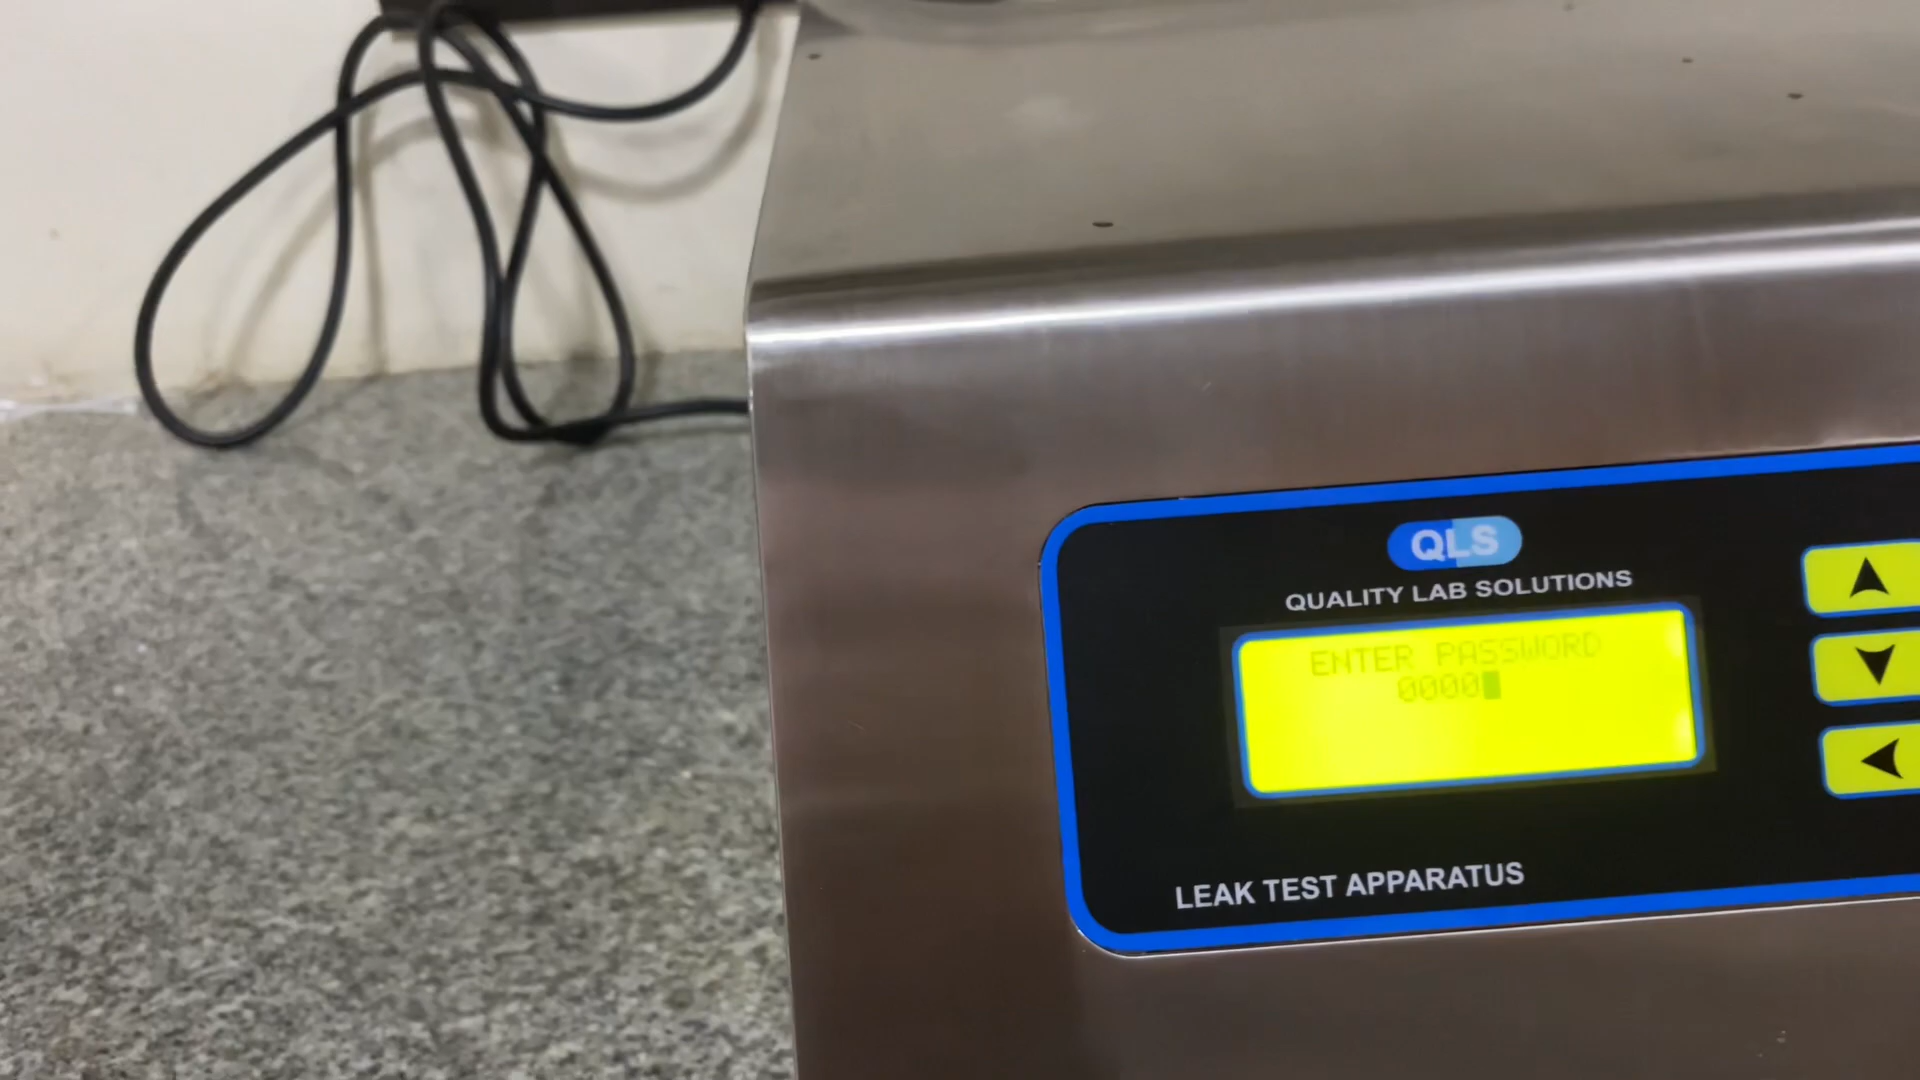 QLS
QUALITY LAB SOLUTIONS
ENTER PASSWORD
0000
LEAK TEST APPARATUS